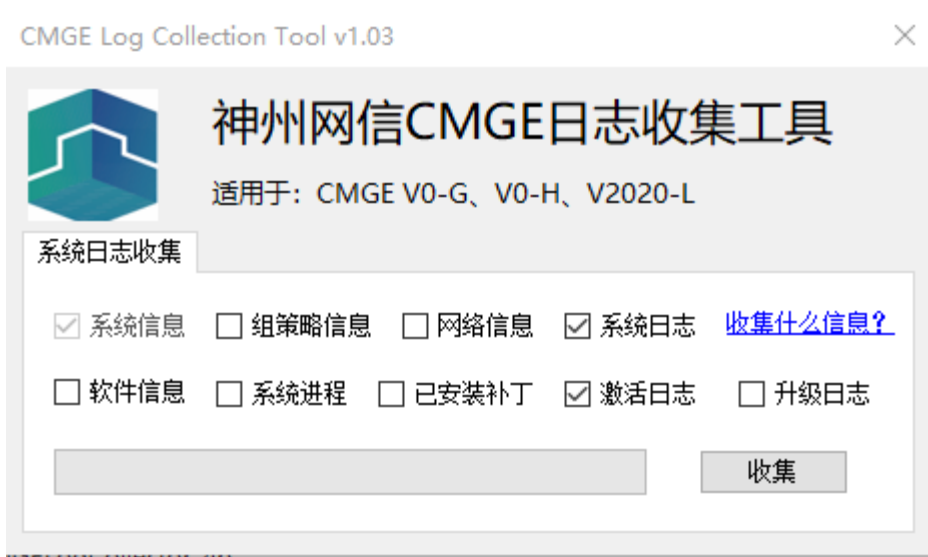 CMGE Log Collection Tool v1.03
神州网信CMGE日志收集工具
适用于：CMGE V0-G、V0-H、V2020-L
系统日志收集
系统信息 组策略信息 网络信息 系统日志 收集什么信息？
软件信息 系统进程 已安装补丁 激活日志 升级日志
收集